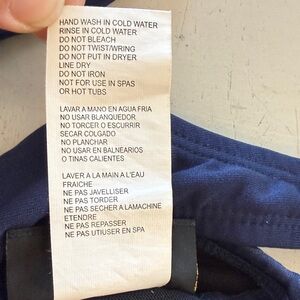 HAND WASH IN COLD WATER
RINSE IN COLD WATER
DO NOT BLEACH
DO NOT TWIST/WRING
DO NOT PUT IN DRYER
LINE DRY
DO NOT IRON
NOT FOR USE IN SPAS
OR HOT TUBS
LAVAR A MANO EN AGUA FRIA
NO USAR BLANQUEDOR
NO TORCER O ESCURRIR
SECAR COLGADO
NO PLANCHAR
NO USAR EN BALNEARIOS
O TINAS CALIENTES
LAVER A LA MAIN A L'EAU
FRAICHE
NE PAS JAVELLISER
NE PAS TORDER
NE PAS SECHER A LAMACHINE
ETENDRE
NE PAS REPASSER
NE PAS UTIUSER EN SPA